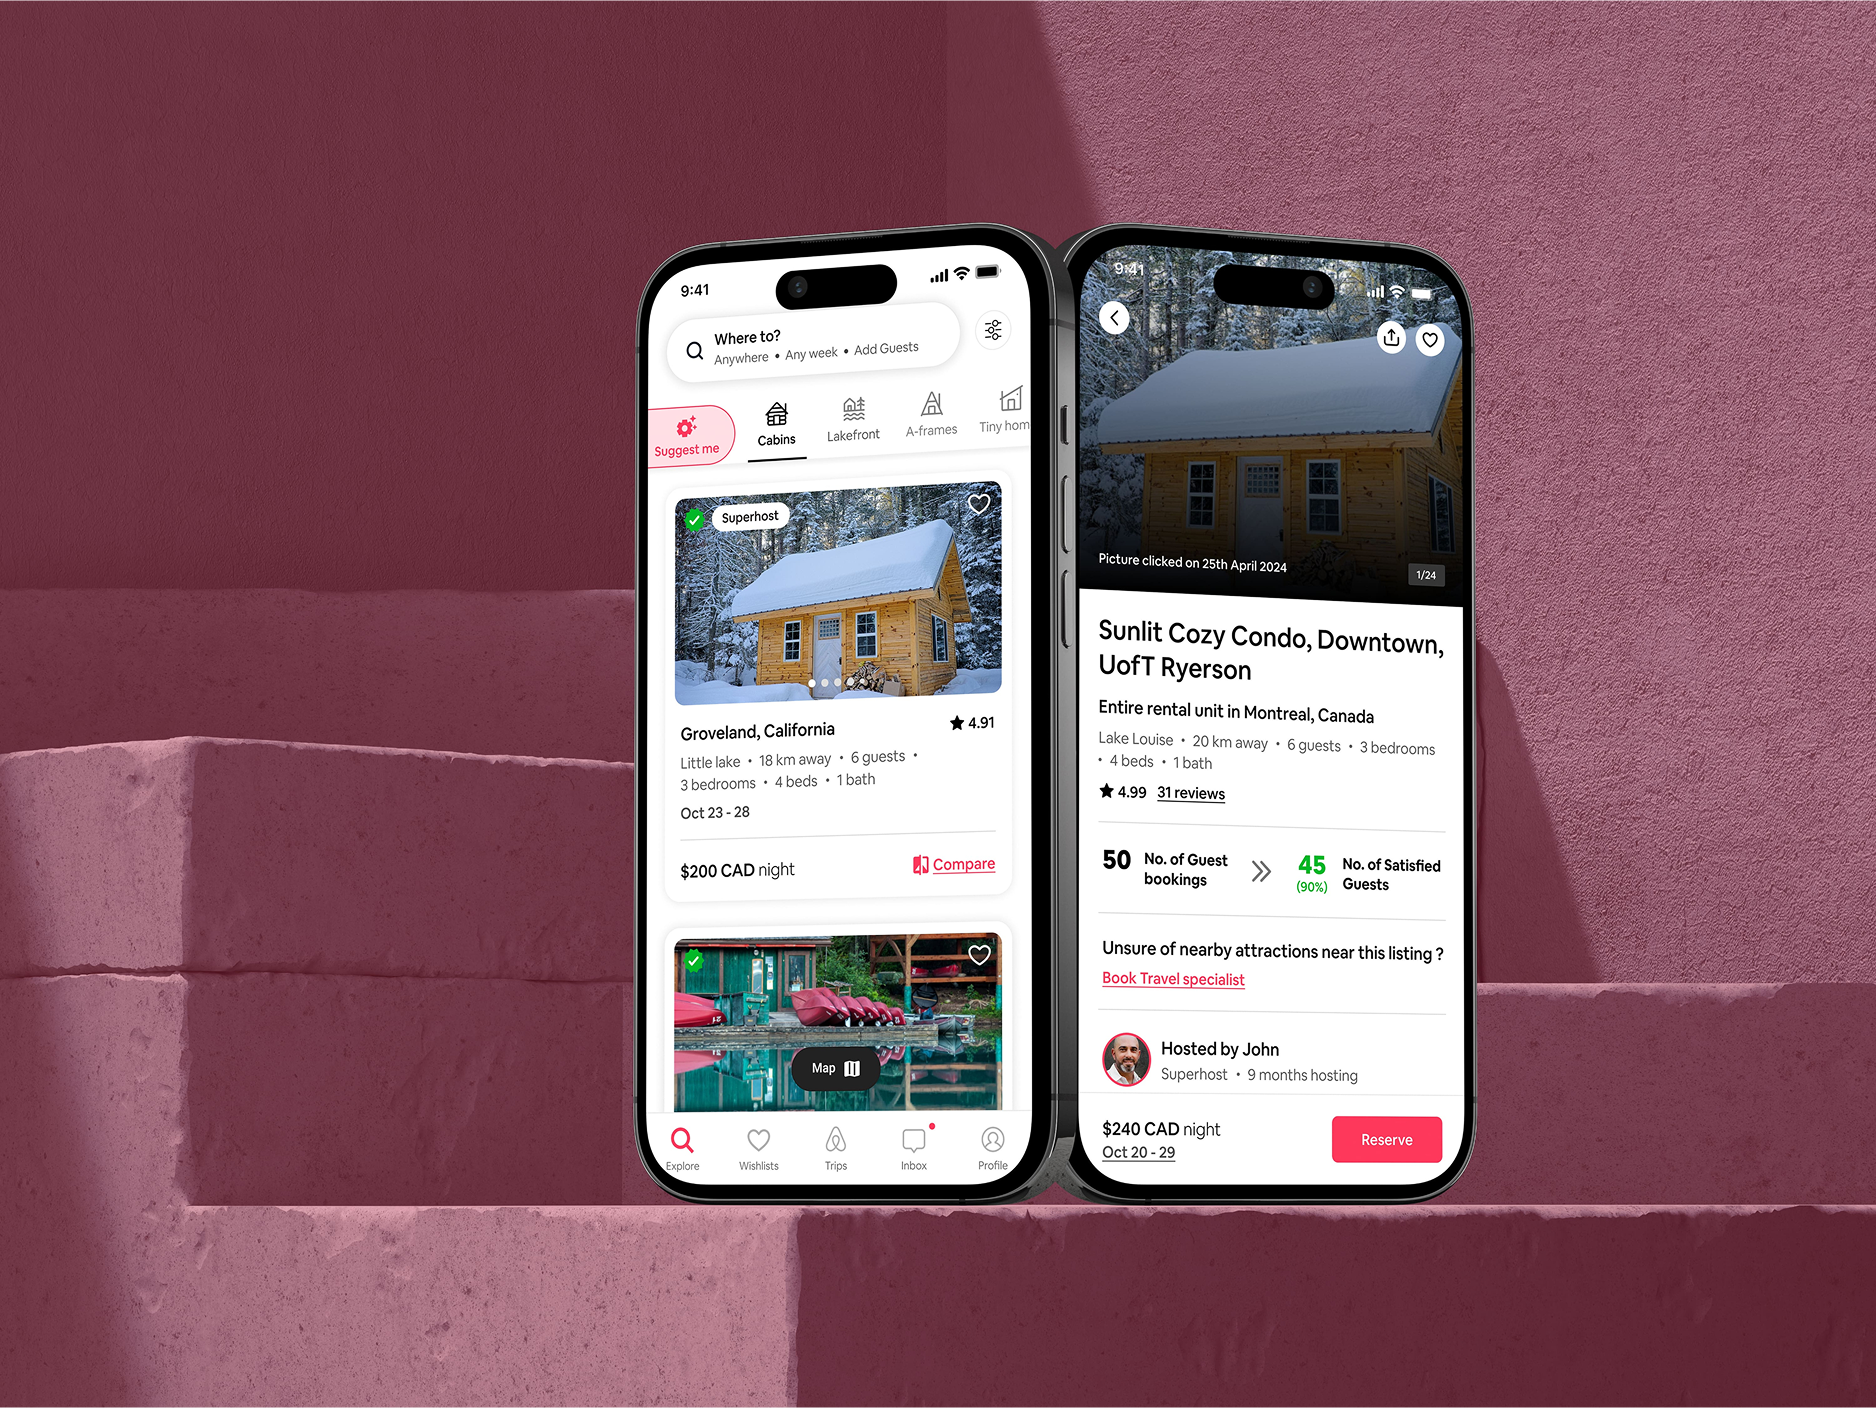 9:41
Where to?
Anywhere • Any week • Add Guests
Suggest me
Cabins
Lakefront
A-frames
Tiny hom
Superhost
Groveland, California
★ 4.91
Little lake • 18 km away • 6 guests •
3 bedrooms • 4 beds • 1 bath
Oct 23 - 28
$200 CAD night
Compare
Map
Explore
Wishlists
Trips
Inbox
Profile
9:41
Picture clicked on 25th April 2024
1/24
Sunlit Cozy Condo, Downtown,
UofT Ryerson
Entire rental unit in Montreal, Canada
Lake Louise • 20 km away • 6 guests • 3 bedrooms
• 4 beds • 1 bath
★ 4.99 31 reviews
50
No. of Guest
bookings
45
(90%)
No. of Satisfied
Guests
Unsure of nearby attractions near this listing ?
Book Travel specialist
Hosted by John
Superhost • 9 months hosting
$240 CAD night
Oct 20 - 29
Reserve